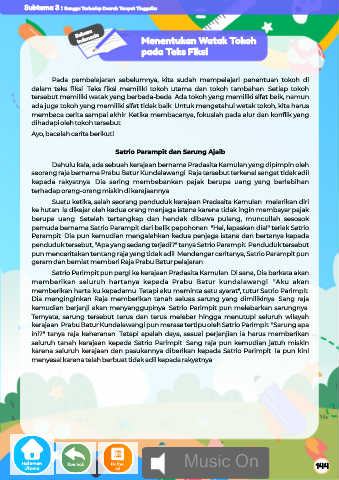 Subtema 3 : Bangga Terhadap Daerah Tempat Tinggalku
Bahasa
Indonesia
Menentukan Watak Tokoh
pada Teks Fiksi
Pada pembelajaran sebelumnya, kita sudah mempelajari penentuan tokoh di
dalam teks fiksi Teks fiksi memiliki tokoh utama dan tokoh tambahan Setiap tokoh
tersebut memiliki watak yang berbeda-beda Ada tokoh yang memiliki sifat baik, namun
ada juga tokoh yang memiliki sifat tidak baik Untuk mengetahui watak tokoh, kita harus
membaca cerita sampai akhir Ketika membacanya, fokuslah pada alur dan konflik yang
dihadapi oleh tokoh tersebut
Ayo, bacalah cerita berikut!
Satrio Parampit dan Sarung Ajaib
Dahulu kala, ada sebuah kerajaan bernama Pradasita Kamulan yang dipimpin oleh
seorang raja bernama Prabu Batur Kundalawangi Raja tersebut terkenal sangat tidak adil
kepada rakyatnya Dia sering membebankan pajak berupa uang yang berlebihan
terhadap orang-orang miskin di kerajaannya
Suatu ketika, salah seorang penduduk kerajaan Pradasita Kamulan melarikan diri
ke hutan Ia dikejar oleh kedua orang menjaga istana karena tidak ingin membayar pajak
berupa uang Setelah tertangkap dan hendak dibawa pulang, muncullah sesosok
pemuda bernama Satrio Parampit dari balik pepohonan "Hei, lepaskan dia!" teriak Satrio
Parampit Dia pun kemudian mengalahkan kedua penjaga istana dan bertanya kepada
penduduk tersebut, "Apa yang sedang terjadi?" tanya Satrio Parampit Penduduk tersebut
pun menceritakan tentang raja yang tidak adil Mendengar ceritanya, Satrio Parampit pun
geram dan berniat memberi Raja Prabu Batur pelajaran
Satrio Perimpit pun pergi ke kerajaan Pradasita Kamulan Di sana, Dia berkata akan
memberikan seluruh hartanya kepada Prabu Batur Kundalawangi "Aku akan
memberikan harta ku kepadamu Tetapi aku meminta satu syarat", tutur Satrio Parimpit
Dia menginginkan Raja memberikan tanah seluas sarung yang dimilikinya Sang raja
kemudian berjanji akan menyanggupinya Satrio Parimpit pun melebarkan sarungnya
Ternyata, sarung tersebut terus dan terus melebar hingga menutupi seluruh wilayah
kerajaan Prabu Batur Kundalawangi pun merasa tertipu oleh Satrio Parimpit "Sarung apa
ini?" tanya raja keheranan Tetapi apalah daya, sesuai perjanjian ia harus memberikan
seluruh tanah kerajaan kepada Satrio Parimpit Sang raja pun kemudian jatuh miskin
karena seluruh kerajaan dan pasukannya diberikan kepada Satrio Parimpit Ia pun kini
menyesal karena telah berbuat tidak adil kepada rakyatnya
Halaman
Utama
Music On
144